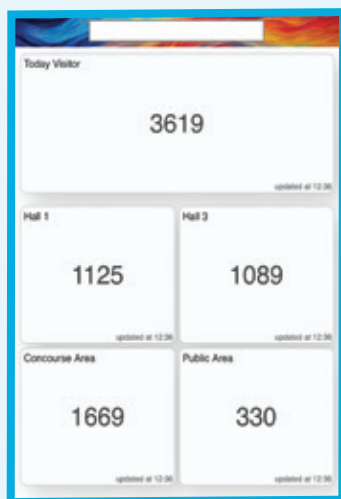 Today Visitor
3619
updated at 12:36
Hall 1
Hall 3
1125
1089
updated at 12:36
updated at 12:36
Concourse Area
Public Area
1669
330
updated at 12:36
updated at 12:36